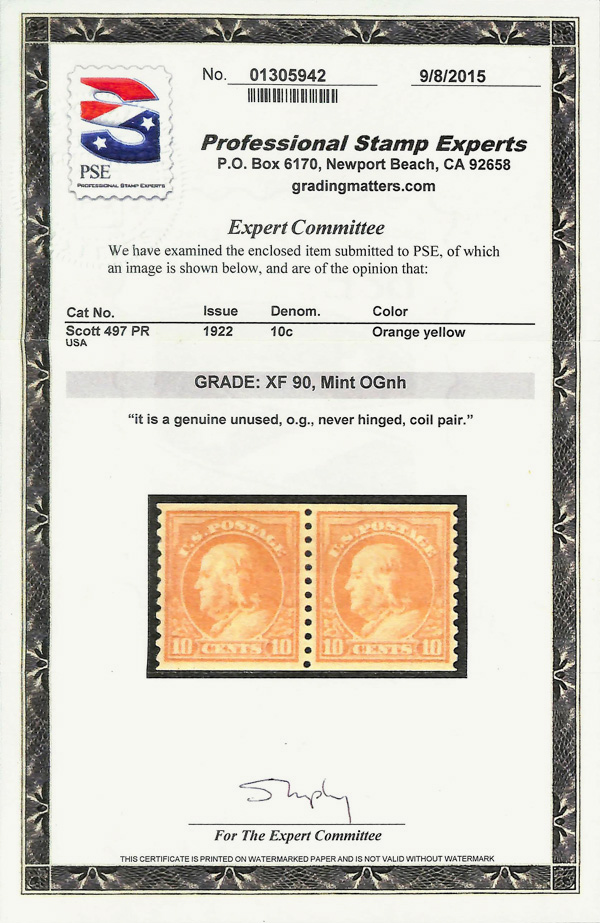 No. 01305942 9/8/2015
PSE
PROFESSIONAL STAMP EXPERTS
Professional Stamp Experts
P.O. Box 6170, Newport Beach, CA 92658
gradingmatters.com
Expert Committee
We have examined the enclosed item submitted to PSE, of which
an image is shown below, and are of the opinion that:
Cat No. Issue Denom. Color
Scott 497 PR 1922 10c Orange yellow
USA
GRADE: XF 90, Mint OGnh
“it is a genuine unused, o.g., never hinged, coil pair.”
U.S. POSTAGE U.S. POSTAGE
10 CENTS 10 10 CENTS 10
For The Expert Committee
THIS CERTIFICATE IS PRINTED ON WATERMARKED PAPER AND IS NOT VALID WITHOUT WATERMARK